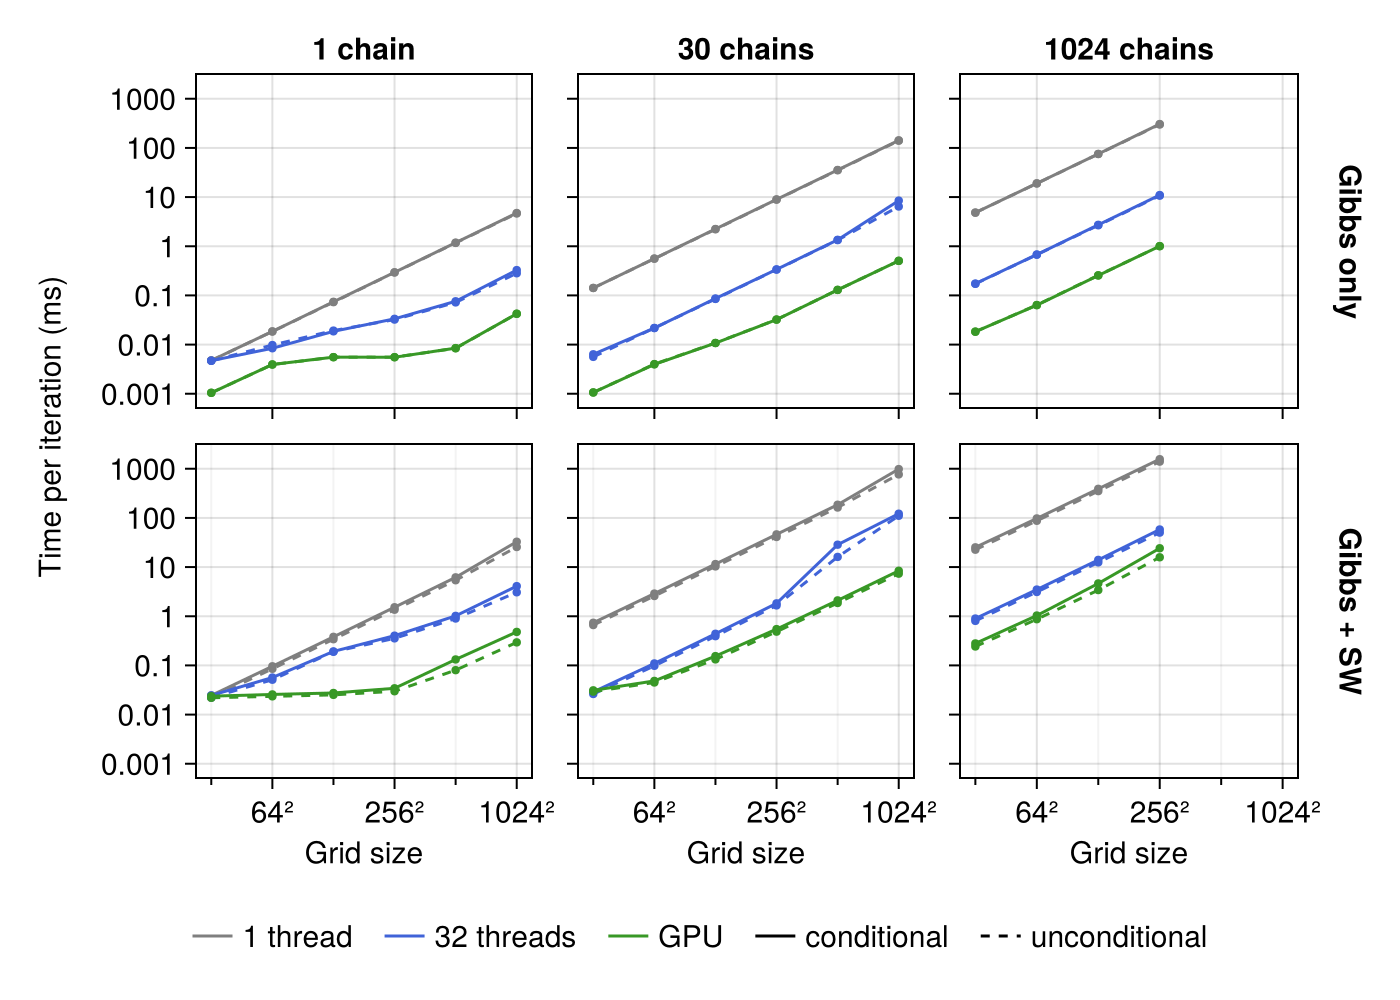 1 chain 30 chains 1024 chains
1000
100
10
1
0.1
0.01
0.001
Gibbs only
Time per iteration (ms)
1000
100
10
1
0.1
0.01
0.001
Gibbs + SW
64² 256² 1024² 64² 256² 1024² 64² 256² 1024²
Grid size Grid size Grid size
1 thread 32 threads GPU conditional unconditional